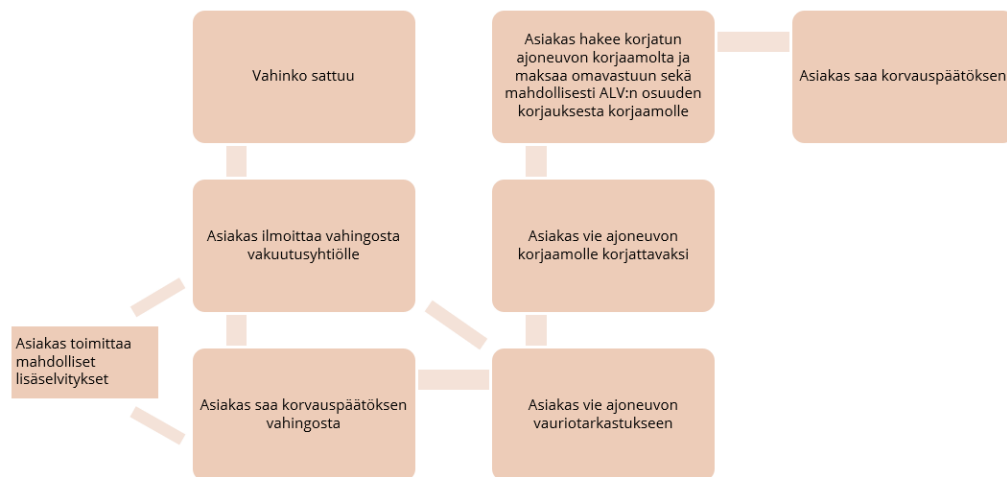 Vahinko sattuu
Asiakas ilmoittaa vahingosta
vakuutusyhtiölle
Asiakas toimittaa
mahdolliset
lisäselvitykset
Asiakas saa korvauspäätöksen
vahingosta
Asiakas vie ajoneuvon
vauriotarkastukseen
Asiakas vie ajoneuvon
korjaamolle korjattavaksi
Asiakas hakee korjatun
ajoneuvon korjaamolta ja
maksaa omavastuun sekä
mahdollisesti ALV:n osuuden
korjauksesta korjaamolle
Asiakas saa korvauspäätöksen